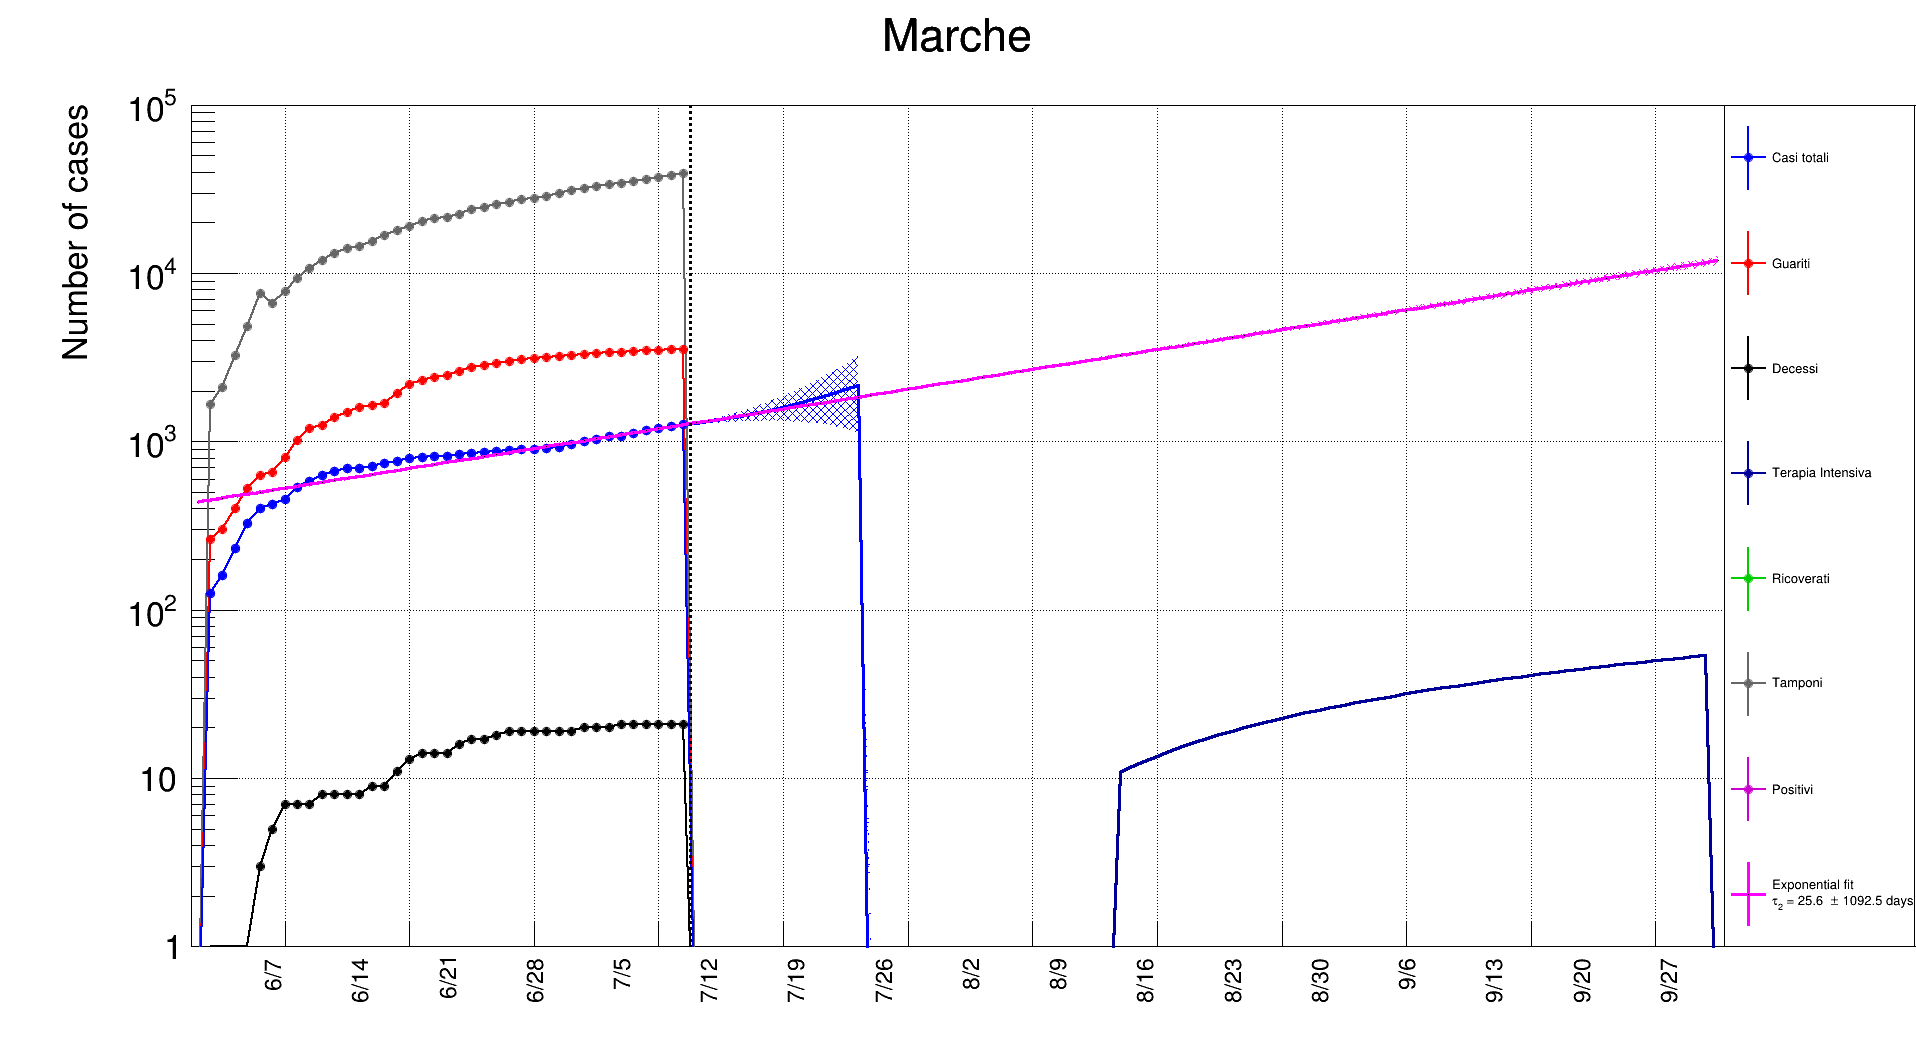 Marche
Number of cases
10^5
10^4
10^3
10^2
10
1
6/7
6/14
6/21
6/28
7/5
7/12
7/19
7/26
8/2
8/9
8/16
8/23
8/30
9/6
9/13
9/20
9/27
Casi totali
Guariti
Decessi
Terapia Intensiva
Ricoverati
Tamponi
Positivi
Exponential fit
τ_2 = 25.6 ± 1092.5 days